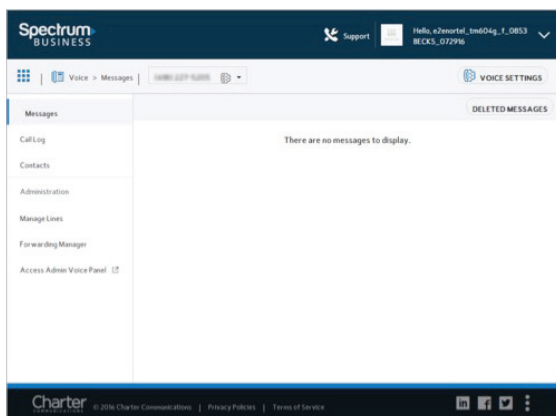 Spectrum
BUSINESS
Support
Hello, e2enortel_tm604g_f_0853
BECKS_072916
Voice > Messages
VOICE SETTINGS
Messages
DELETED MESSAGES
Call Log
There are no messages to display.
Contacts
Administration
Manage Lines
Forwarding Manager
Access Admin Voice Panel
Charter
COMMUNICATIONS
© 2016 Charter Communications | Privacy Policies | Terms of Service